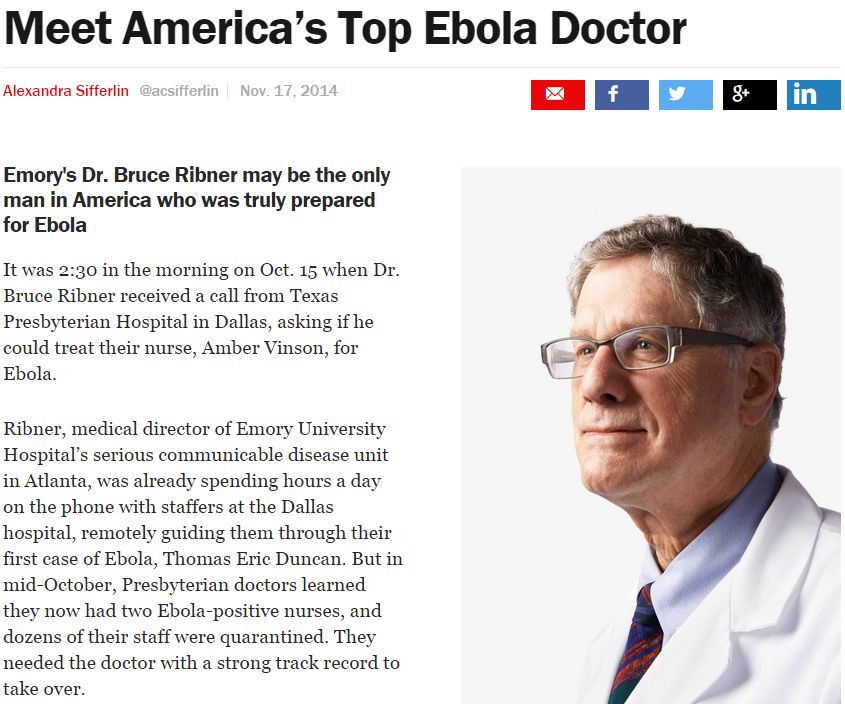 Meet America’s Top Ebola Doctor
Alexandra Sifferlin @acsifferlin Nov. 17, 2014
f g+ in
Emory's Dr. Bruce Ribner may be the only
man in America who was truly prepared
for Ebola
It was 2:30 in the morning on Oct. 15 when Dr.
Bruce Ribner received a call from Texas
Presbyterian Hospital in Dallas, asking if he
could treat their nurse, Amber Vinson, for
Ebola.
Ribner, medical director of Emory University
Hospital’s serious communicable disease unit
in Atlanta, was already spending hours a day
on the phone with staffers at the Dallas
hospital, remotely guiding them through their
first case of Ebola, Thomas Eric Duncan. But in
mid-October, Presbyterian doctors learned
they now had two Ebola-positive nurses, and
dozens of their staff were quarantined. They
needed the doctor with a strong track record to
take over.